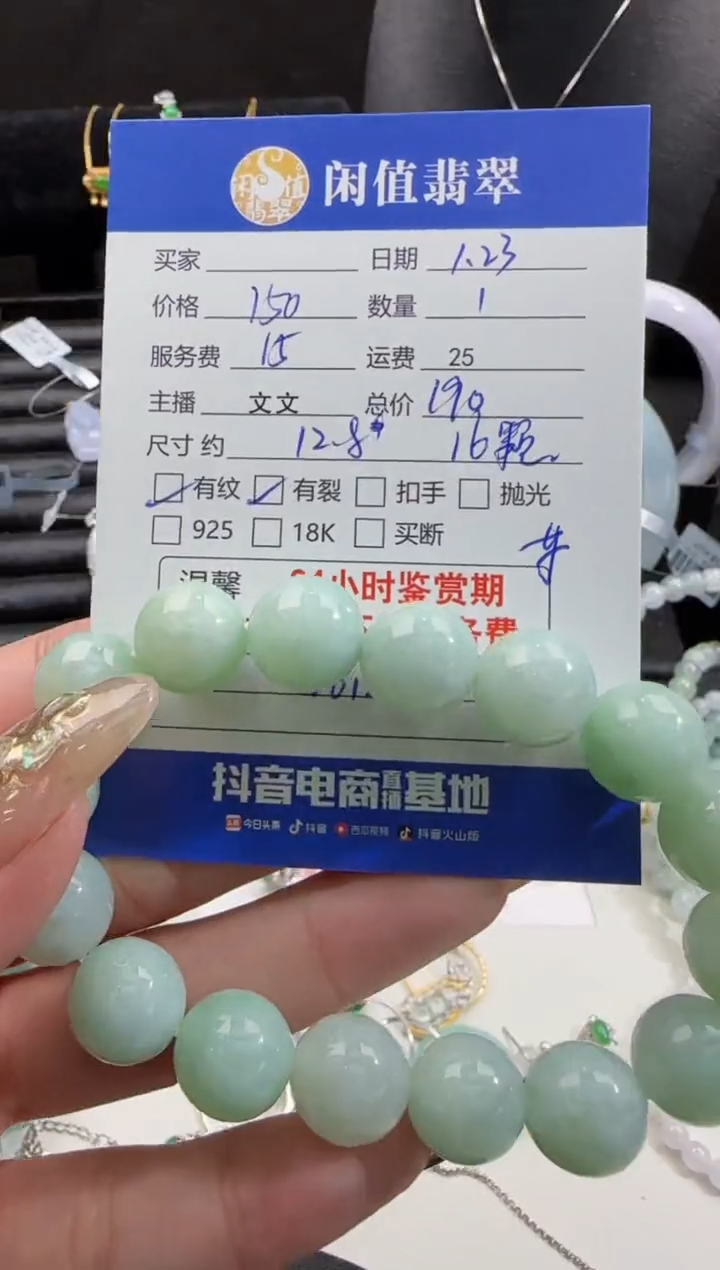 闲值翡翠
买家 日期 1.23
价格 150 数量 1
服务费 15 运费 25
主播 文文 总价 190
尺寸 约 12.8* 16颗
有纹 有裂 扣手 抛光
925 18K 买断
温馨 小时鉴赏期
费
抖音电商直播基地
今日头条 抖音 西瓜视频 抖音火山版